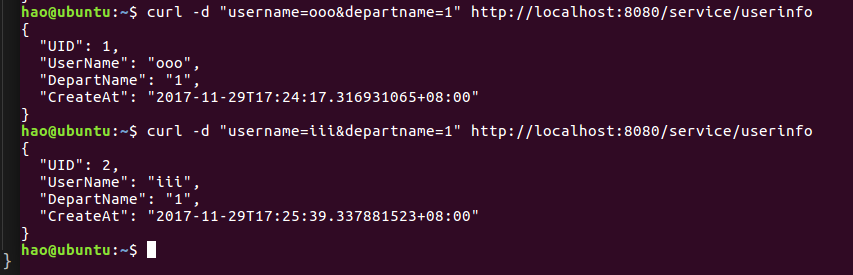 hao@ubuntu:~$ curl -d "username=ooo&departname=1" http://localhost:8080/service/userinfo
{
  "UID": 1,
  "UserName": "ooo",
  "DepartName": "1",
  "CreateAt": "2017-11-29T17:24:17.316931065+08:00"
}
hao@ubuntu:~$ curl -d "username=iii&departname=1" http://localhost:8080/service/userinfo
{
  "UID": 2,
  "UserName": "iii",
  "DepartName": "1",
  "CreateAt": "2017-11-29T17:25:39.337881523+08:00"
}
hao@ubuntu:~$
}